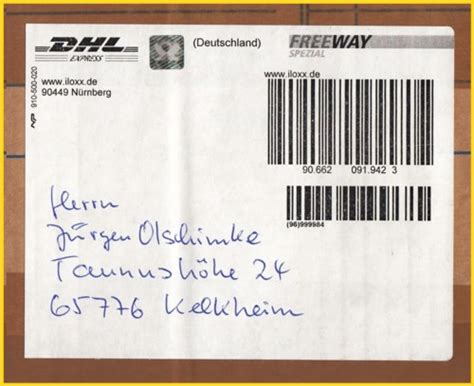 DHL
EXPRESS
(Deutschland)
FREEWAY
SPEZIAL
www.iloxx.de
90449 Nürnberg
910-500-020
www.iloxx.de
90.662 091.942 3
(96)999984
Herrn
Jürgen Olschimke
Taunushöhe 24
65776 Kelkheim